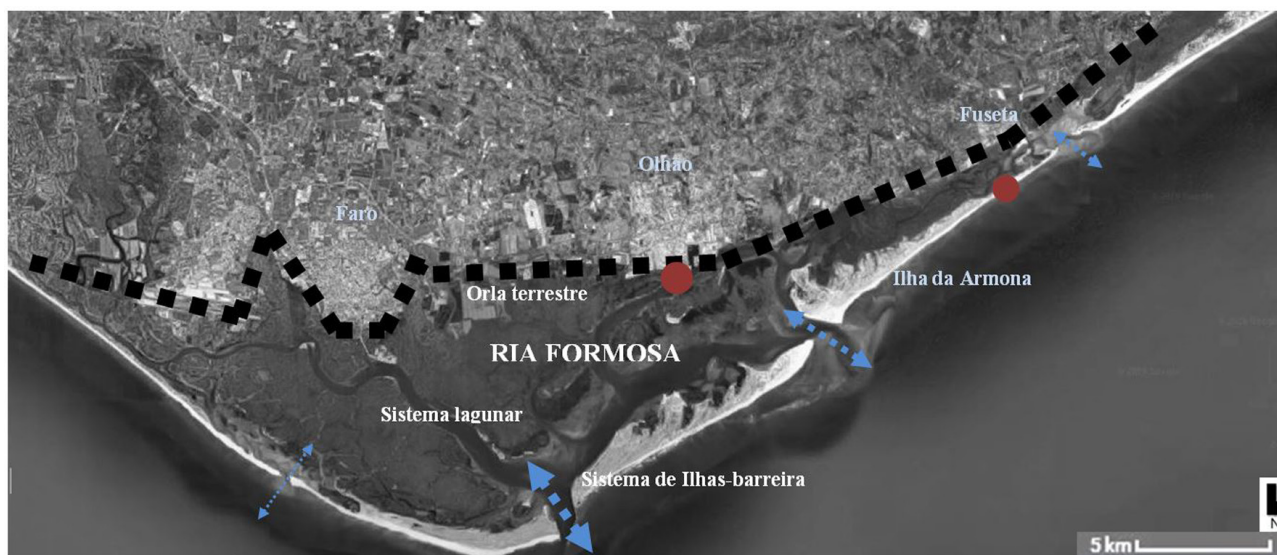 Fuseta
Olhão
Faro
Ilha da Armona
Orla terrestre
RIA FORMOSA
Sistema lagunar
Sistema de Ilhas-barreira
N
5 km